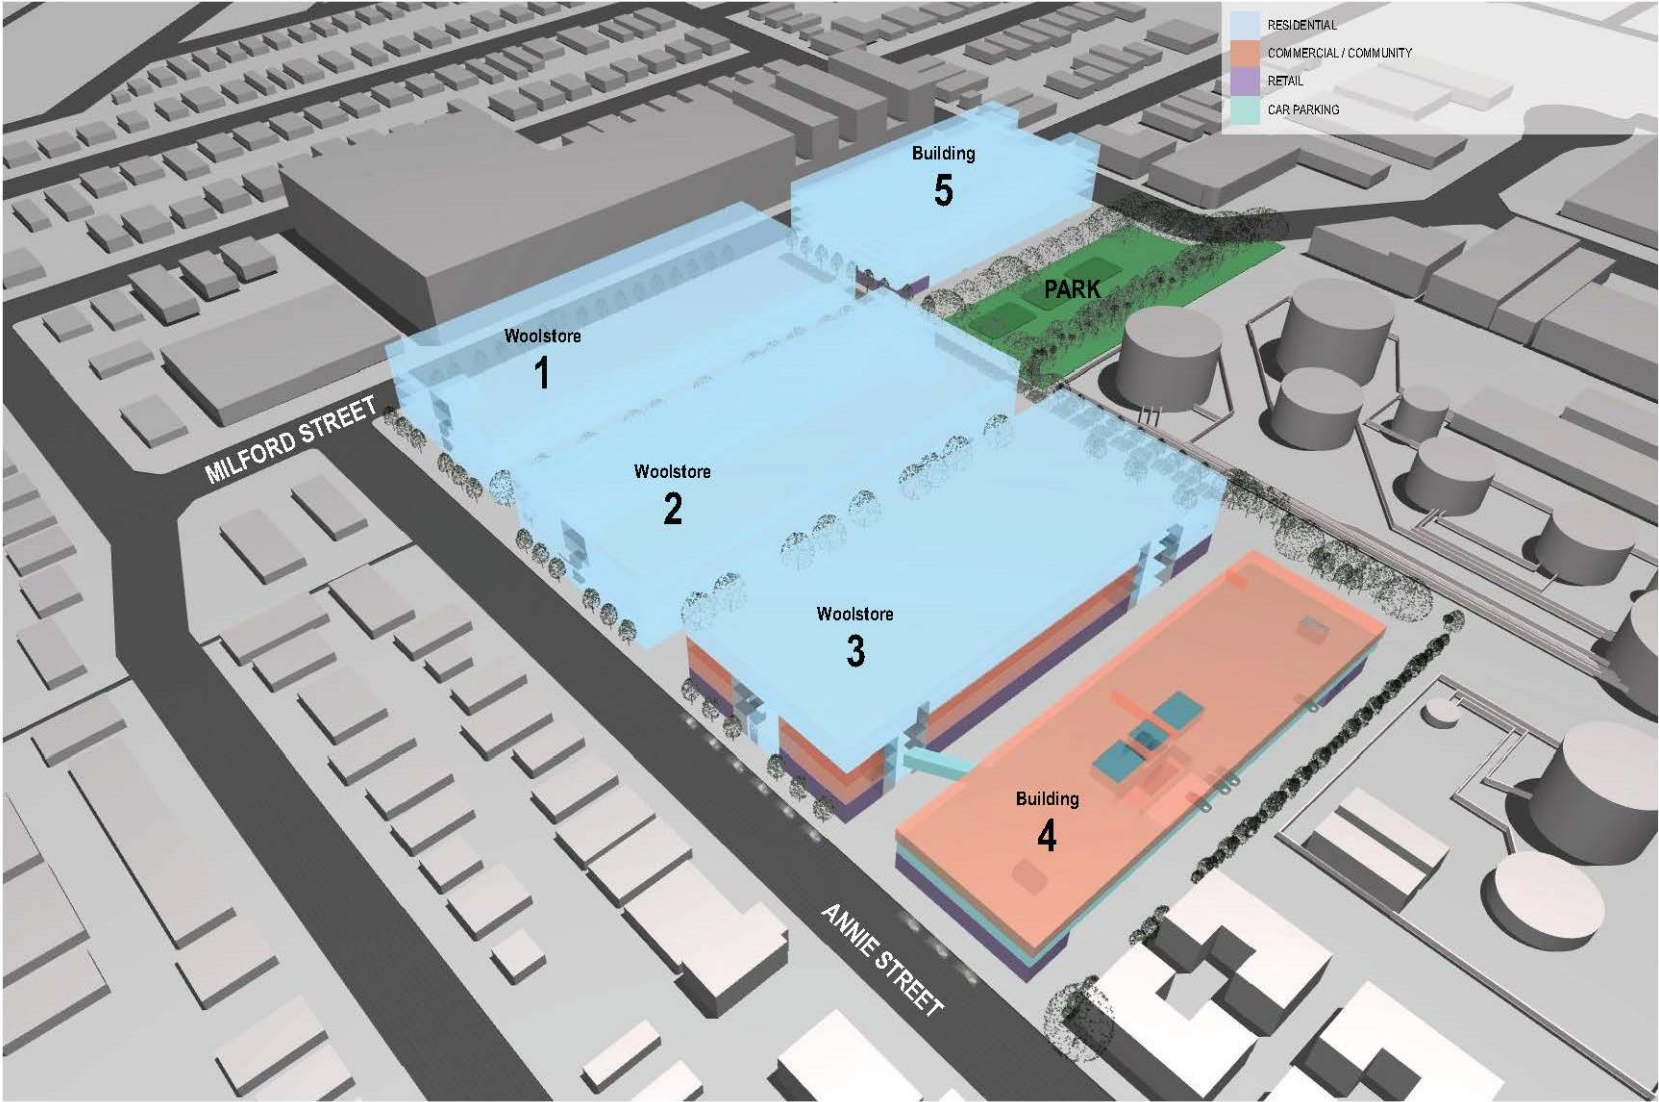 RESIDENTIAL
COMMERCIAL / COMMUNITY
RETAIL
CAR PARKING
Building
5
PARK
Woolstore
1
MILFORD STREET
Woolstore
2
Woolstore
3
Building
4
ANNIE STREET